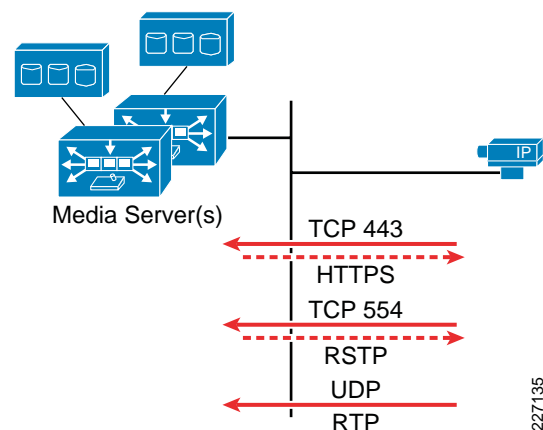 IP
Media Server(s)
TCP 443
HTTPS
TCP 554
RSTP
UDP
RTP
227135